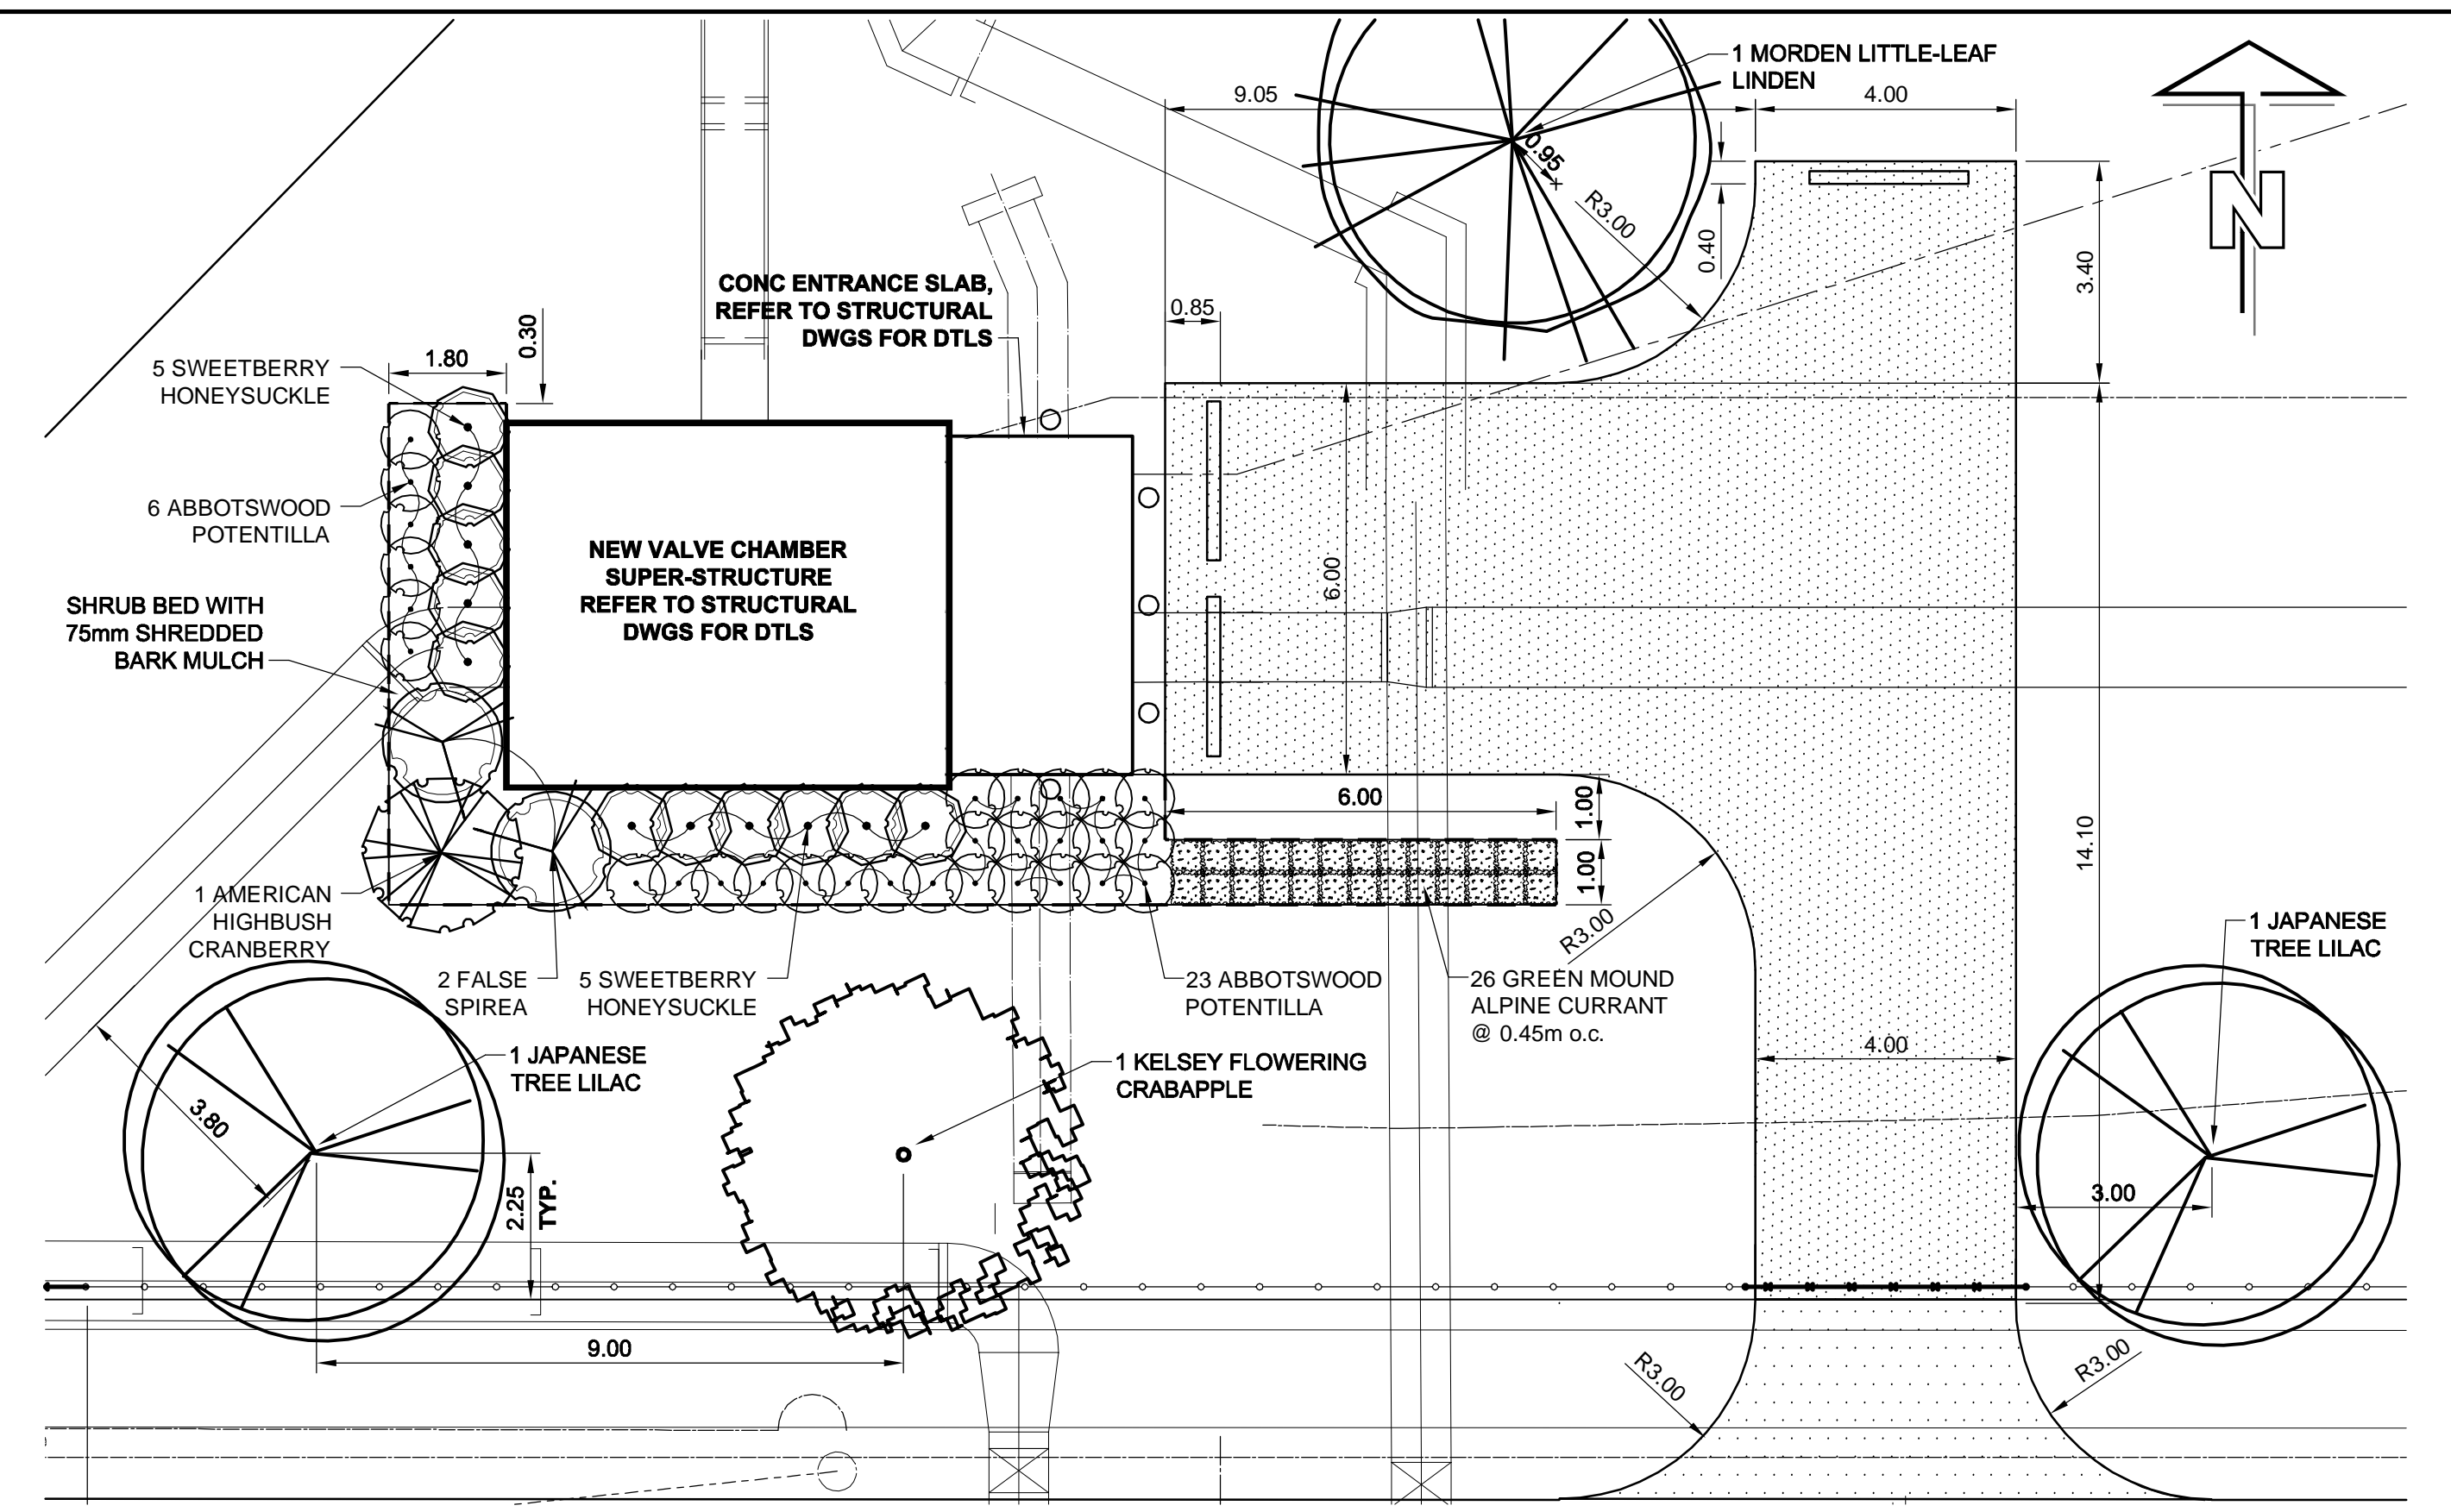 1 MORDEN LITTLE-LEAF
LINDEN
9.05
4.00
0.95
R3.00
0.40
3.40
N
CONC ENTRANCE SLAB,
REFER TO STRUCTURAL
DWGS FOR DTLS
0.85
0.30
1.80
5 SWEETBERRY
HONEYSUCKLE
6 ABBOTSWOOD
POTENTILLA
NEW VALVE CHAMBER
SUPER-STRUCTURE
REFER TO STRUCTURAL
DWGS FOR DTLS
6.00
SHRUB BED WITH
75mm SHREDDED
BARK MULCH
6.00
1.00
1.00
14.10
1 AMERICAN
HIGHBUSH
CRANBERRY
R3.00
1 JAPANESE
TREE LILAC
2 FALSE
SPIREA
5 SWEETBERRY
HONEYSUCKLE
23 ABBOTSWOOD
POTENTILLA
26 GREEN MOUND
ALPINE CURRANT
@ 0.45m o.c.
4.00
1 JAPANESE
TREE LILAC
1 KELSEY FLOWERING
CRABAPPLE
3.80
2.25
TYP.
3.00
9.00
R3.00
R3.00